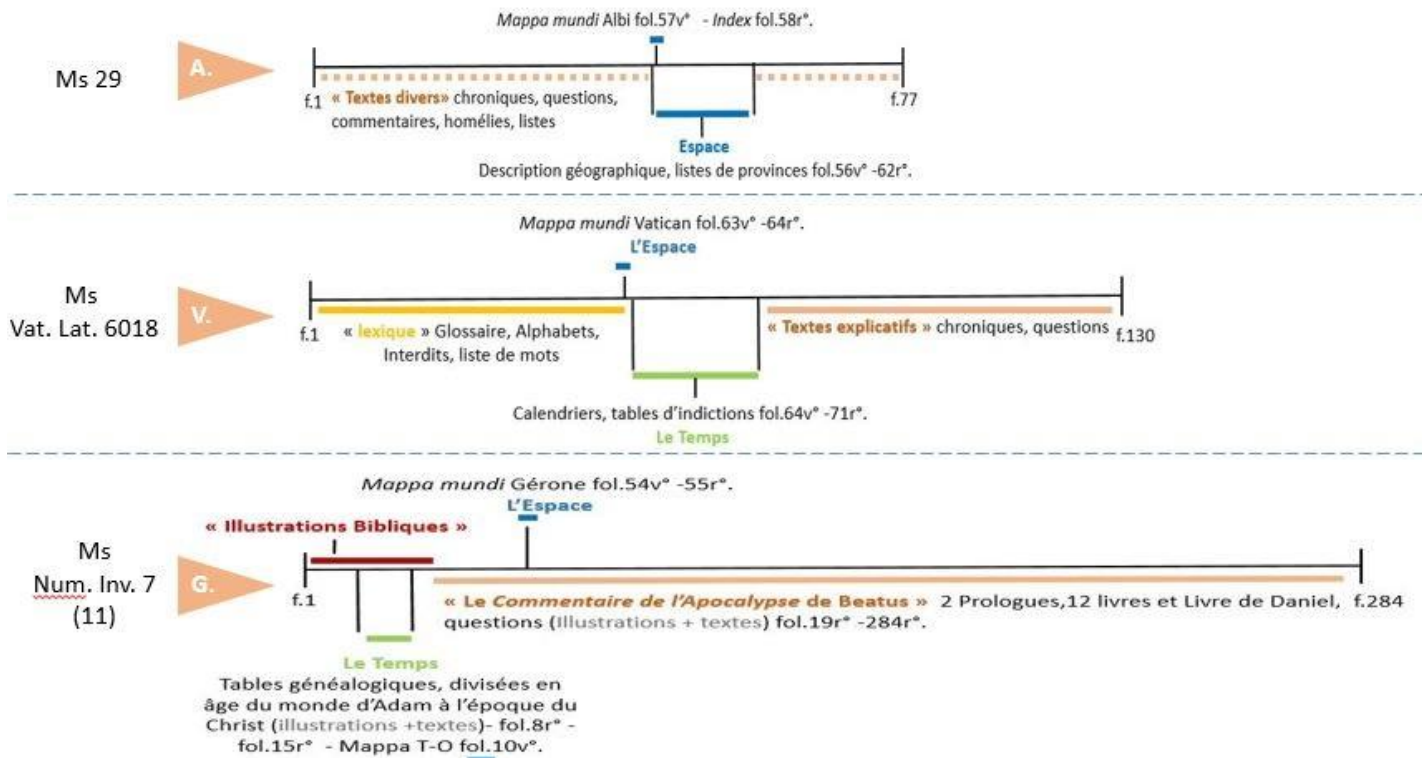 Mappa mundi Albi fol.57v° - Index fol.58r°.
Ms 29
A.
f.1
« Textes divers» chroniques, questions,
commentaires, homélies, listes
f.77
Espace
Description géographique, listes de provinces fol.56v° -62r°.
Mappa mundi Vatican fol.63v° -64r°.
L'Espace
Ms
Vat. Lat. 6018
V.
f.1
« lexique » Glossaire, Alphabets,
Interdits, liste de mots
« Textes explicatifs » chroniques, questions
f.130
Calendriers, tables d'indictions fol.64v° -71r°.
Le Temps
Mappa mundi Gérone fol.54v° -55r°.
L'Espace
« Illustrations Bibliques »
Ms
Num. Inv. 7
(11)
G.
f.1
« Le Commentaire de l'Apocalypse de Beatus » 2 Prologues,12 livres et Livre de Daniel,
questions (Illustrations + textes) fol.19r° -284r°.
f.284
Le Temps
Tables généalogiques, divisées en
âge du monde d'Adam à l'époque du
Christ (illustrations +textes)- fol.8r° -
fol.15r° - Mappa T-O fol.10v°.